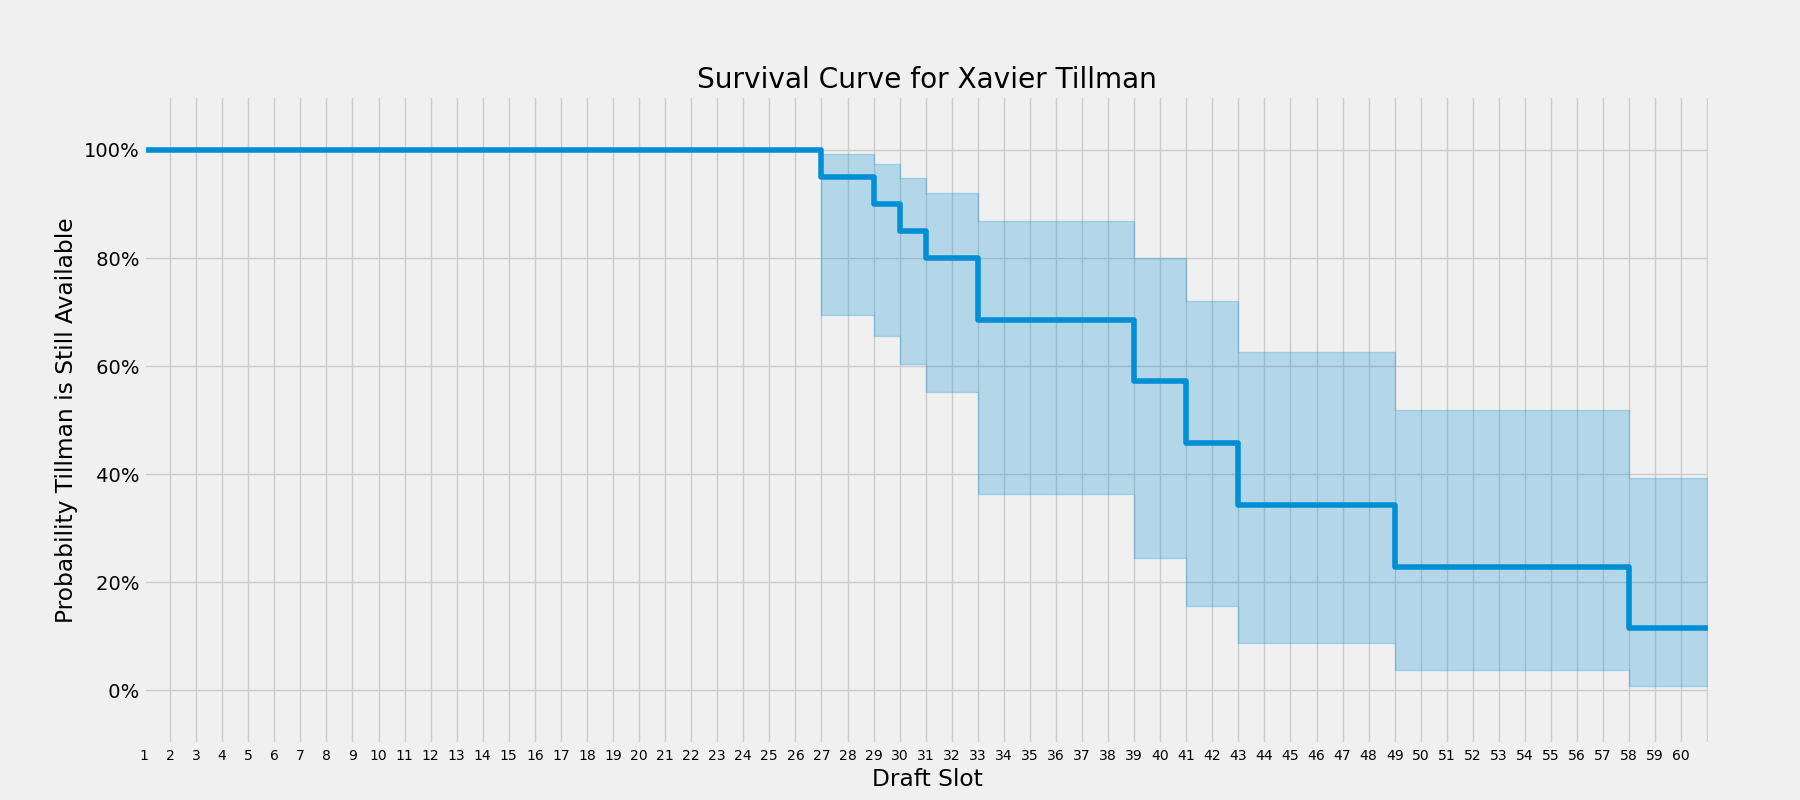 Survival Curve for Xavier Tillman
Probability Tillman is Still Available
100%
80%
60%
40%
20%
0%
1 2 3 4 5 6 7 8 9 10 11 12 13 14 15 16 17 18 19 20 21 22 23 24 25 26 27 28 29 30 31 32 33 34 35 36 37 38 39 40 41 42 43 44 45 46 47 48 49 50 51 52 53 54 55 56 57 58 59 60
Draft Slot